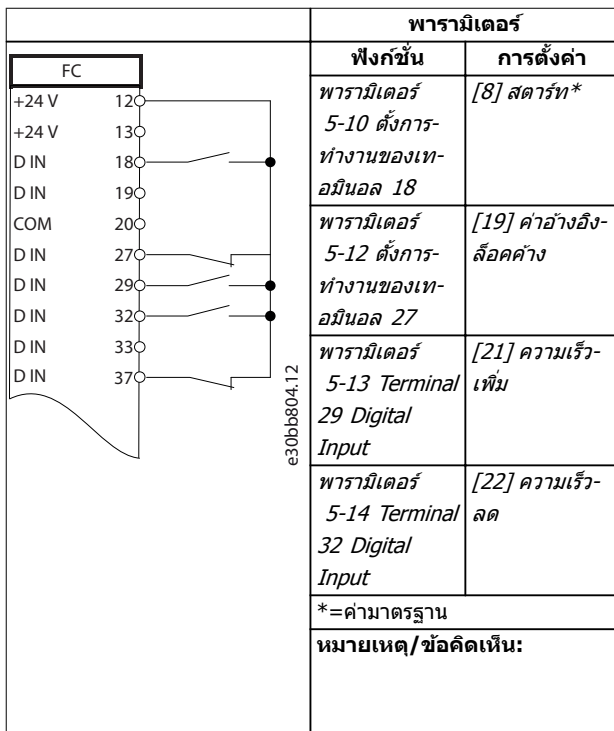 พารามิเตอร์
ฟังก์ชั่น
การตั้งค่า
FC
+24 V 12
+24 V 13
D IN 18
D IN 19
COM 20
D IN 27
D IN 29
D IN 32
D IN 33
D IN 37
e30bb804.12
พารามิเตอร์
5-10 ตั้งการ-
ทำงานของเท-
อมินอล 18
[8] สตาร์ท*
พารามิเตอร์
5-12 ตั้งการ-
ทำงานของเท-
อมินอล 27
[19] ค่าอ้างอิง-
ล็อคค้าง
พารามิเตอร์
5-13 Terminal
29 Digital
Input
[21] ความเร็ว-
เพิ่ม
พารามิเตอร์
5-14 Terminal
32 Digital
Input
[22] ความเร็ว-
ลด
*=ค่ามาตรฐาน
หมายเหตุ/ข้อคิดเห็น: